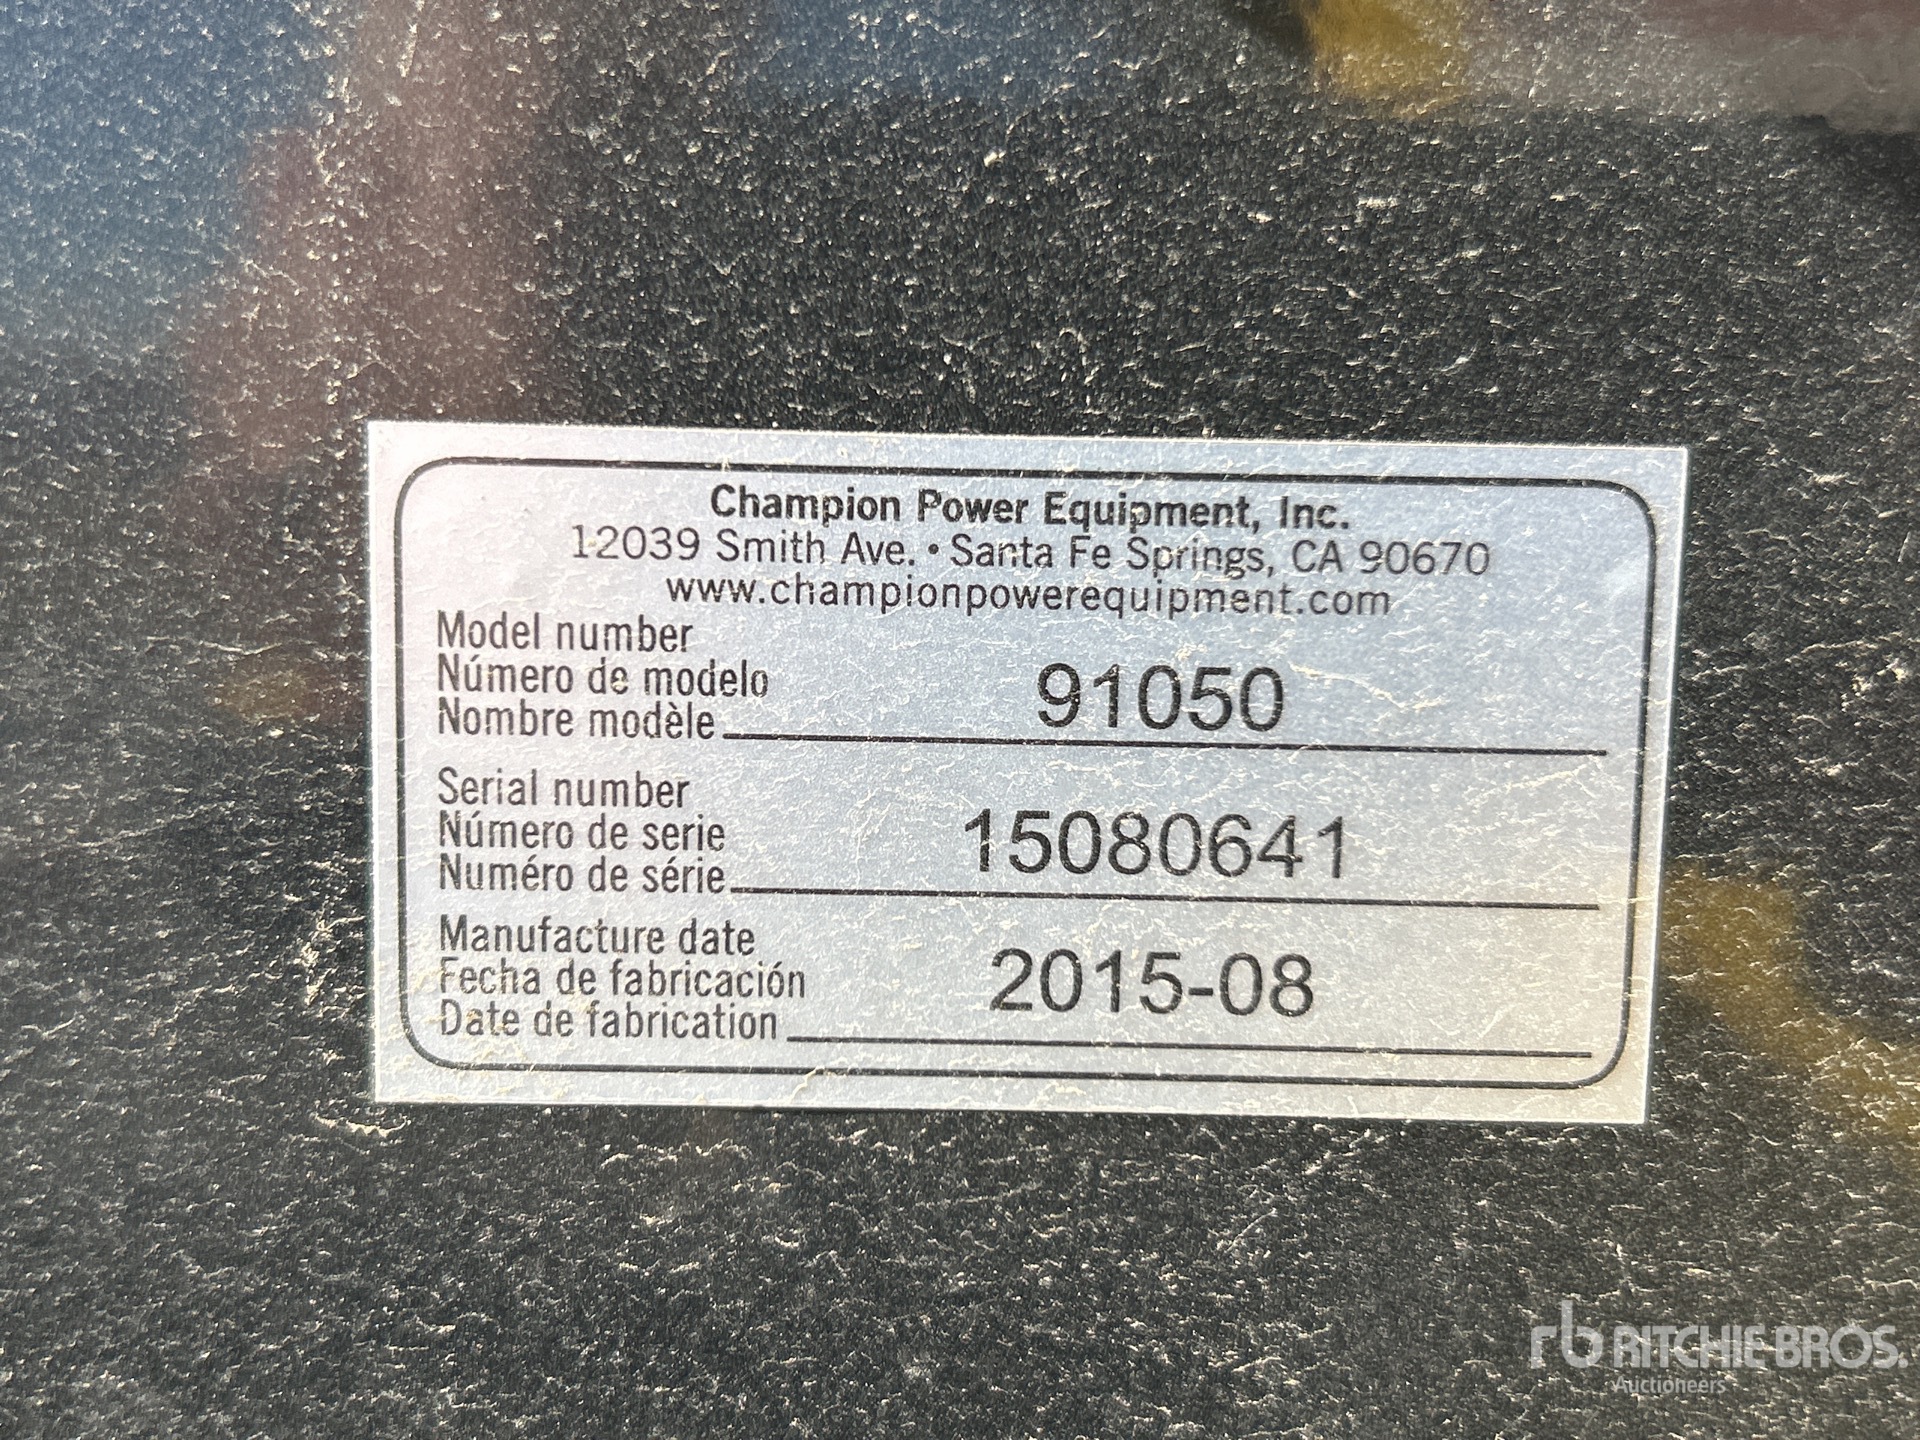 Champion Power Equipment, Inc.
12039 Smith Ave. • Santa Fe Springs, CA 90670
www.championpowerequipment.com
Model number
Número de modelo
Nombre modèle 91050
Serial number
Número de serie
Numéro de série 15080641
Manufacture date
Fecha de fabricación
Date de fabrication 2015-08
rb RITCHIE BROS.
Auctioneers